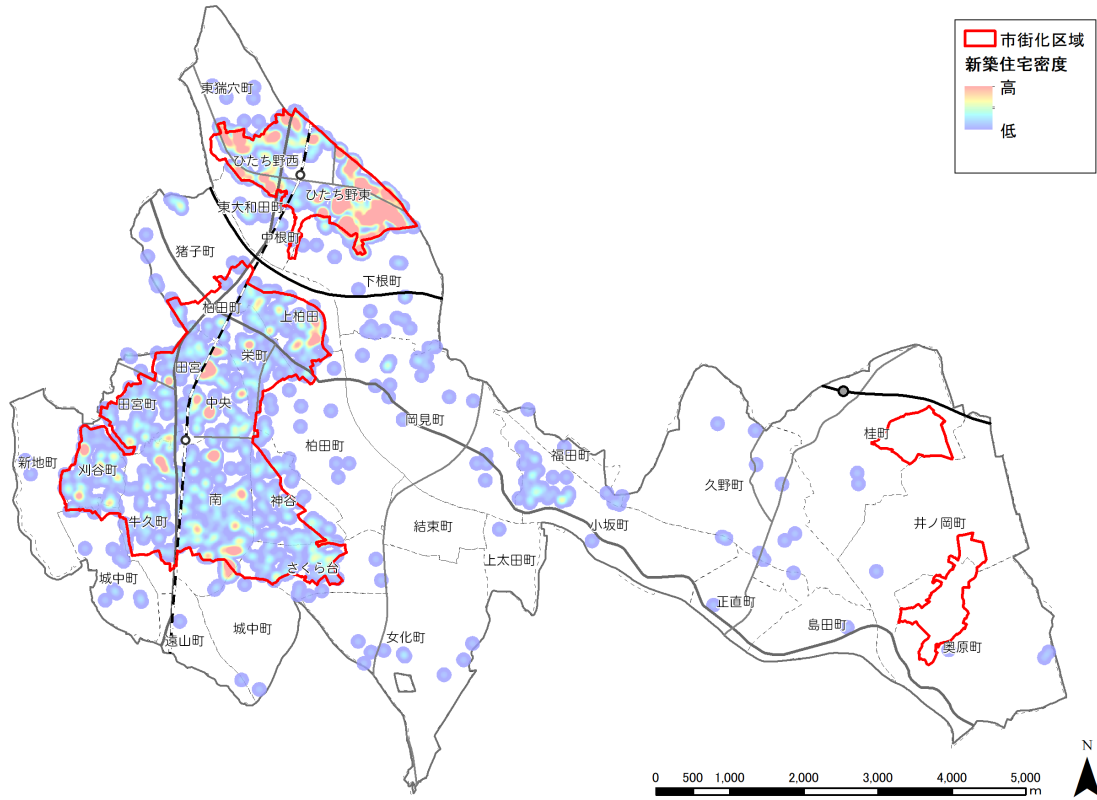 市街化区域
新築住宅密度
高
低
東猯穴町
ひたち野西
ひたち野東
東大和田町
中根町
猪子町
下根町
柏田町
上柏田
栄町
田宮
田宮町
中央
岡見町
柏田町
福田町
桂町
新地町
刈谷町
久野町
南
神谷
牛久町
結束町
小坂町
井ノ岡町
上太田町
さくら台
城中町
正直町
島田町
城中町
遠山町
女化町
奥原町
N
0 500 1,000 2,000 3,000 4,000 5,000
m